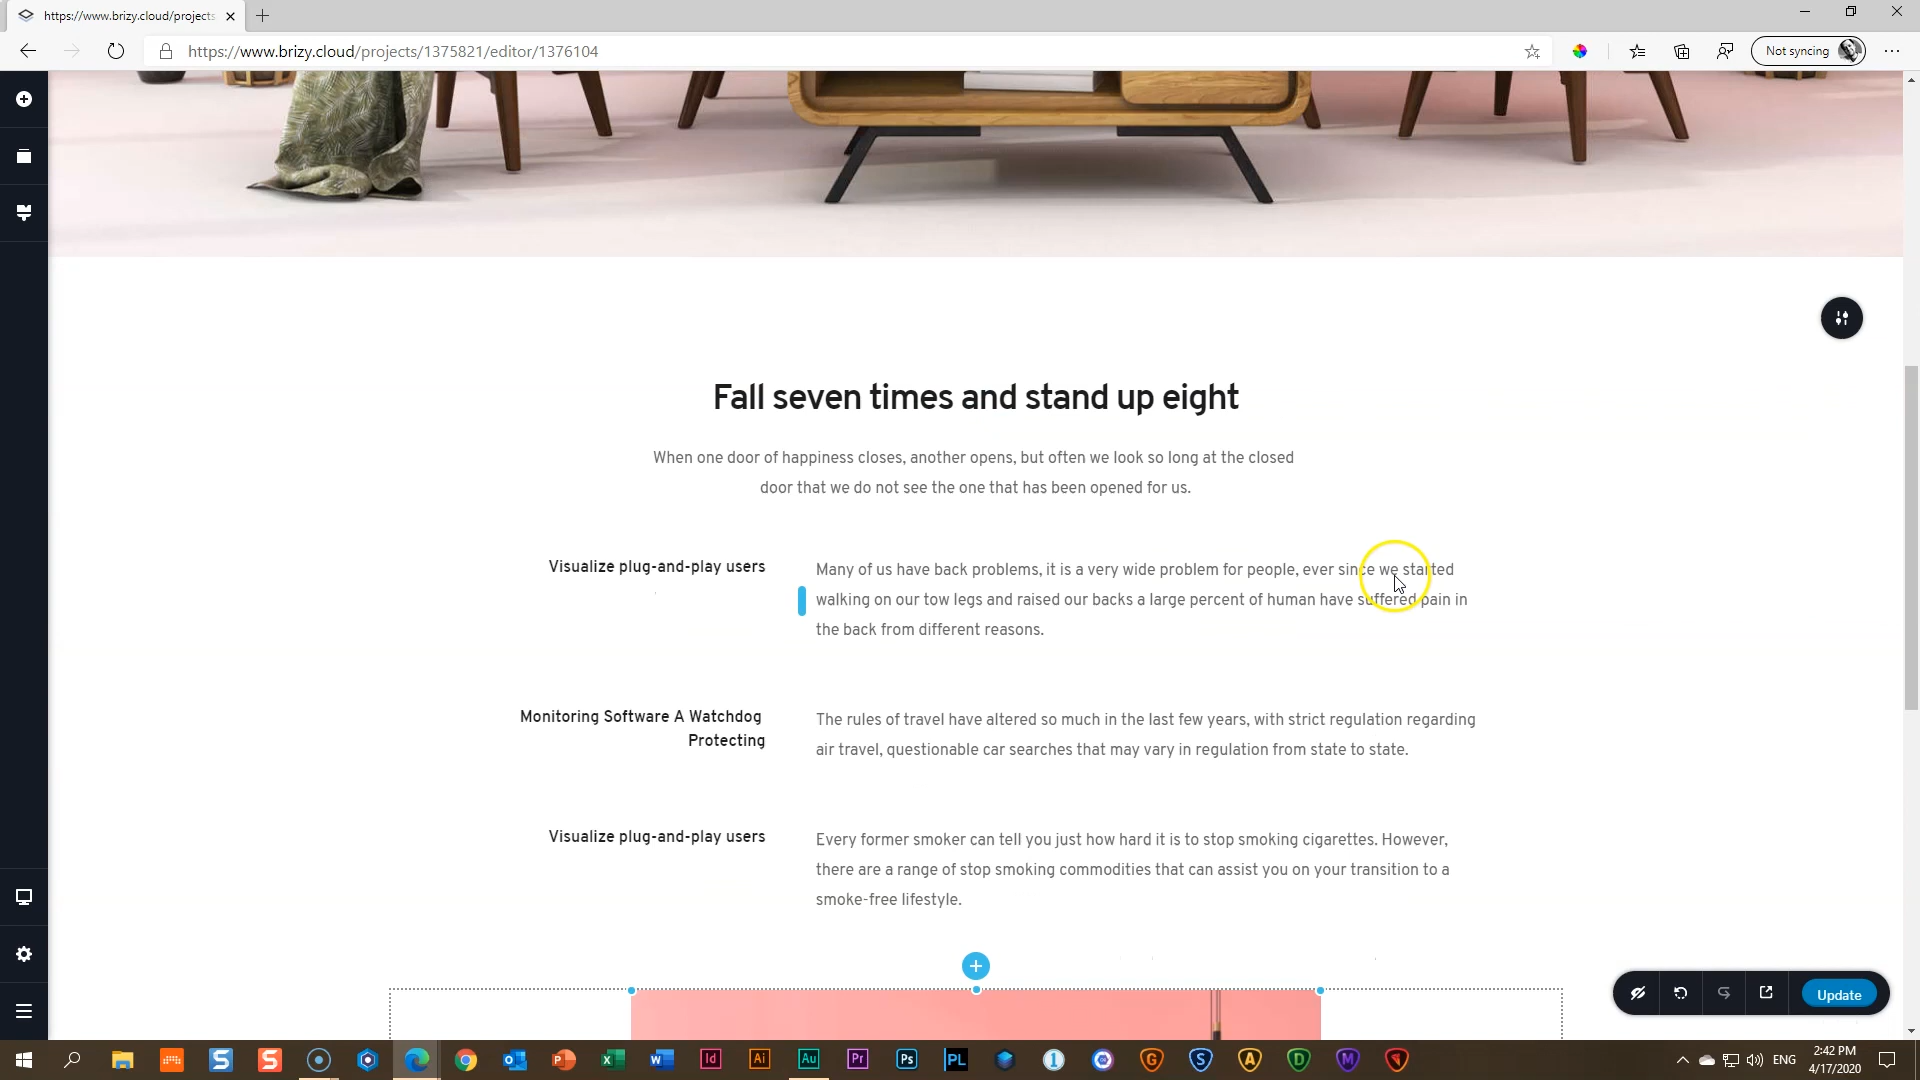 https://www.brizy.cloud/projects
https://www.brizy.cloud/projects/1375821/editor/1376104
Not syncing
Fall seven times and stand up eight
When one door of happiness closes, another opens, but often we look so long at the closed
door that we do not see the one that has been opened for us.
Visualize plug-and-play users
Many of us have back problems, it is a very wide problem for people, ever since we started
walking on our tow legs and raised our backs a large percent of human have suffered pain in
the back from different reasons.
Monitoring Software A Watchdog
Protecting
The rules of travel have altered so much in the last few years, with strict regulation regarding
air travel, questionable car searches that may vary in regulation from state to state.
Visualize plug-and-play users
Every former smoker can tell you just how hard it is to stop smoking cigarettes. However,
there are a range of stop smoking commodities that can assist you on your transition to a
smoke-free lifestyle.
Update
S
S
Id
Ai
Au
Pr
Ps
PL
1
G
S
A
D
M
ENG
2:42 PM
4/17/2020